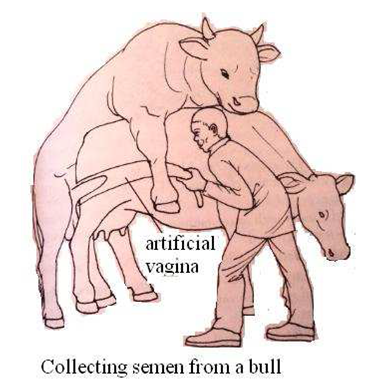 artificial
vagina
Collecting semen from a bull